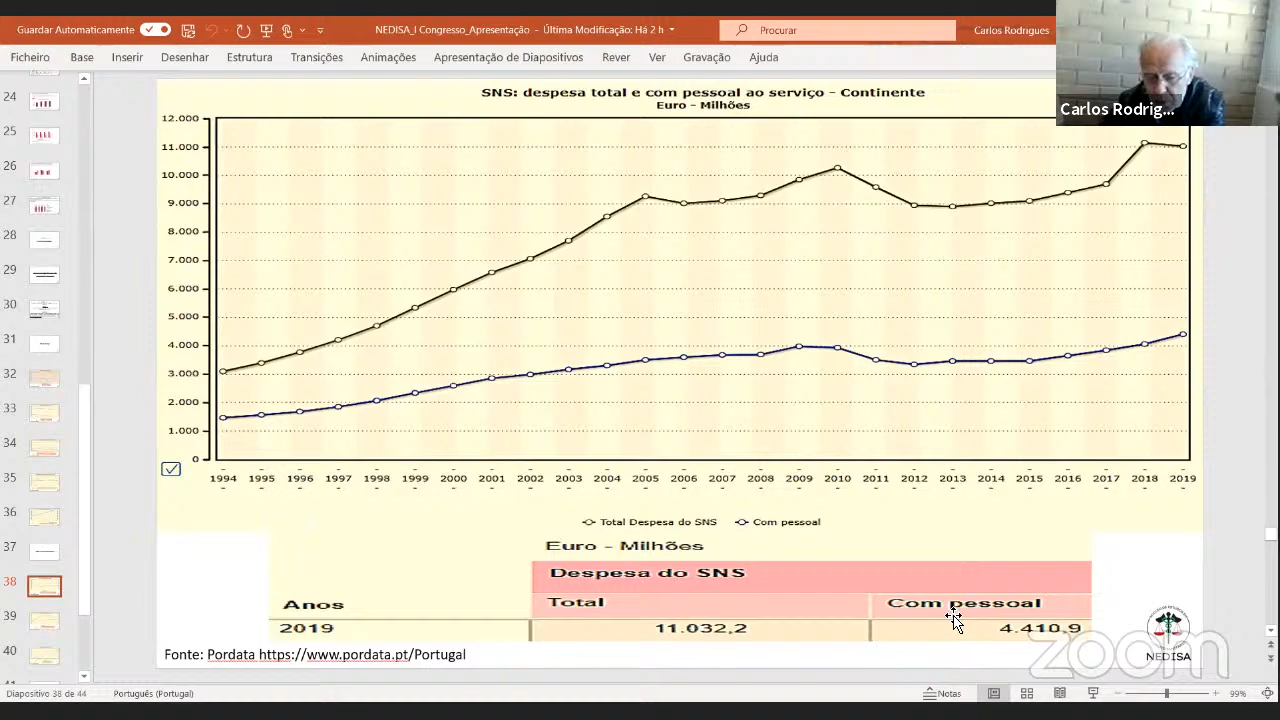 Guardar Automaticamente
NEDISA_I Congresso_Apresentação - Última Modificação: Há 2 h
Procurar
Carlos Rodrigues
Ficheiro Base Inserir Desenhar Estrutura Transições Animações Apresentação de Diapositivos Rever Ver Gravação Ajuda
Carlos Rodrig...
24
25
26
27
28
29
30
31
32
33
34
35
36
37
38
39
40
SNS: despesa total e com pessoal ao serviço - Continente
Euro - Milhões
12.000
11.000
10.000
9.000
8.000
7.000
6.000
5.000
4.000
3.000
2.000
1.000
0
1994 1995 1996 1997 1998 1999 2000 2001 2002 2003 2004 2005 2006 2007 2008 2009 2010 2011 2012 2013 2014 2015 2016 2017 2018 2019
Total Despesa do SNS Com pessoal
Euro - Milhões
Despesa do SNS
Anos Total Com pessoal
2019 11.032,2 4.410,9
Fonte: Pordata https://www.pordata.pt/Portugal
NEDISA
zoom
Diapositivo 38 de 44 Português (Portugal) Notas 99%